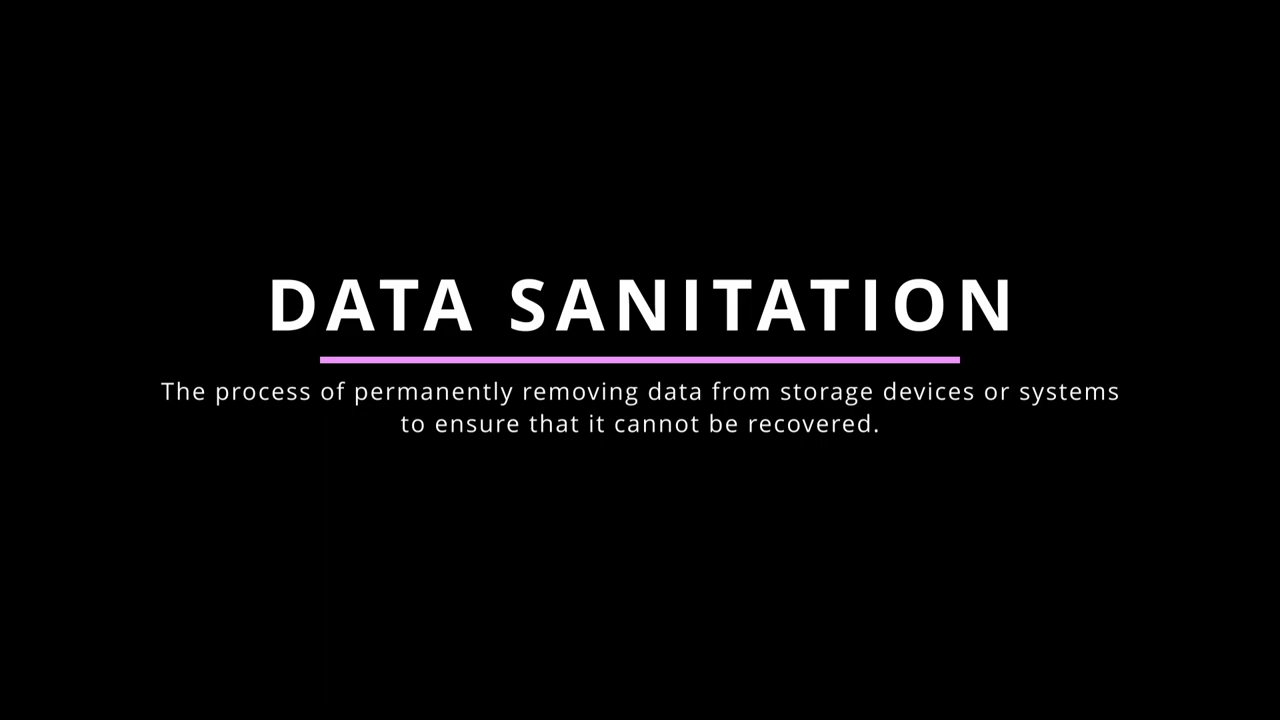 DATA SANITATION
The process of permanently removing data from storage devices or systems
to ensure that it cannot be recovered.